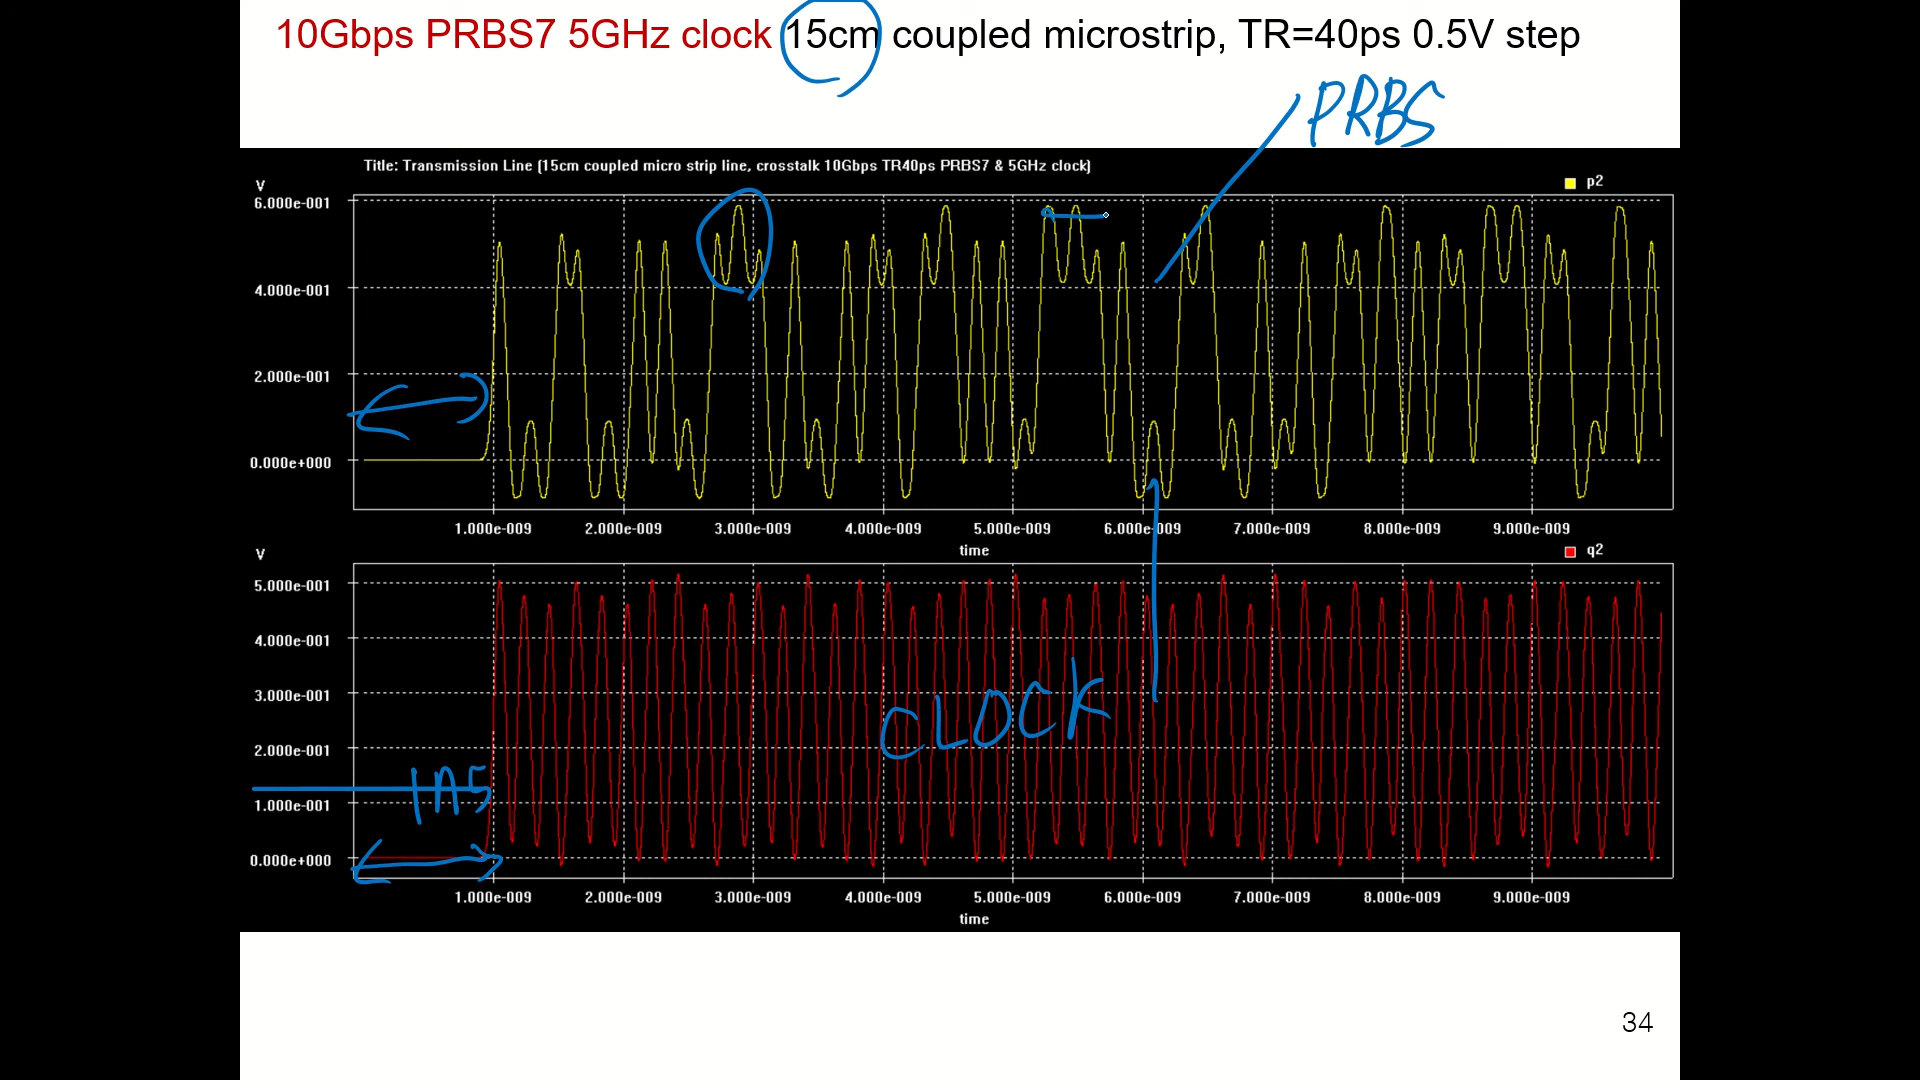 10Gbps PRBS7 5GHz clock 15cm coupled microstrip, TR=40ps 0.5V step
PRBS
Title: Transmission Line (15cm coupled micro strip line, crosstalk 10Gbps TR40ps PRBS7 & 5GHz clock)
V
p2
6.000e-001
4.000e-001
2.000e-001
0.000e+000
1.000e-009 2.000e-009 3.000e-009 4.000e-009 5.000e-009 6.000e-009 7.000e-009 8.000e-009 9.000e-009
time
V
q2
5.000e-001
4.000e-001
3.000e-001
CLOCK
2.000e-001
1ns
1.000e-001
0.000e+000
1.000e-009 2.000e-009 3.000e-009 4.000e-009 5.000e-009 6.000e-009 7.000e-009 8.000e-009 9.000e-009
time
34